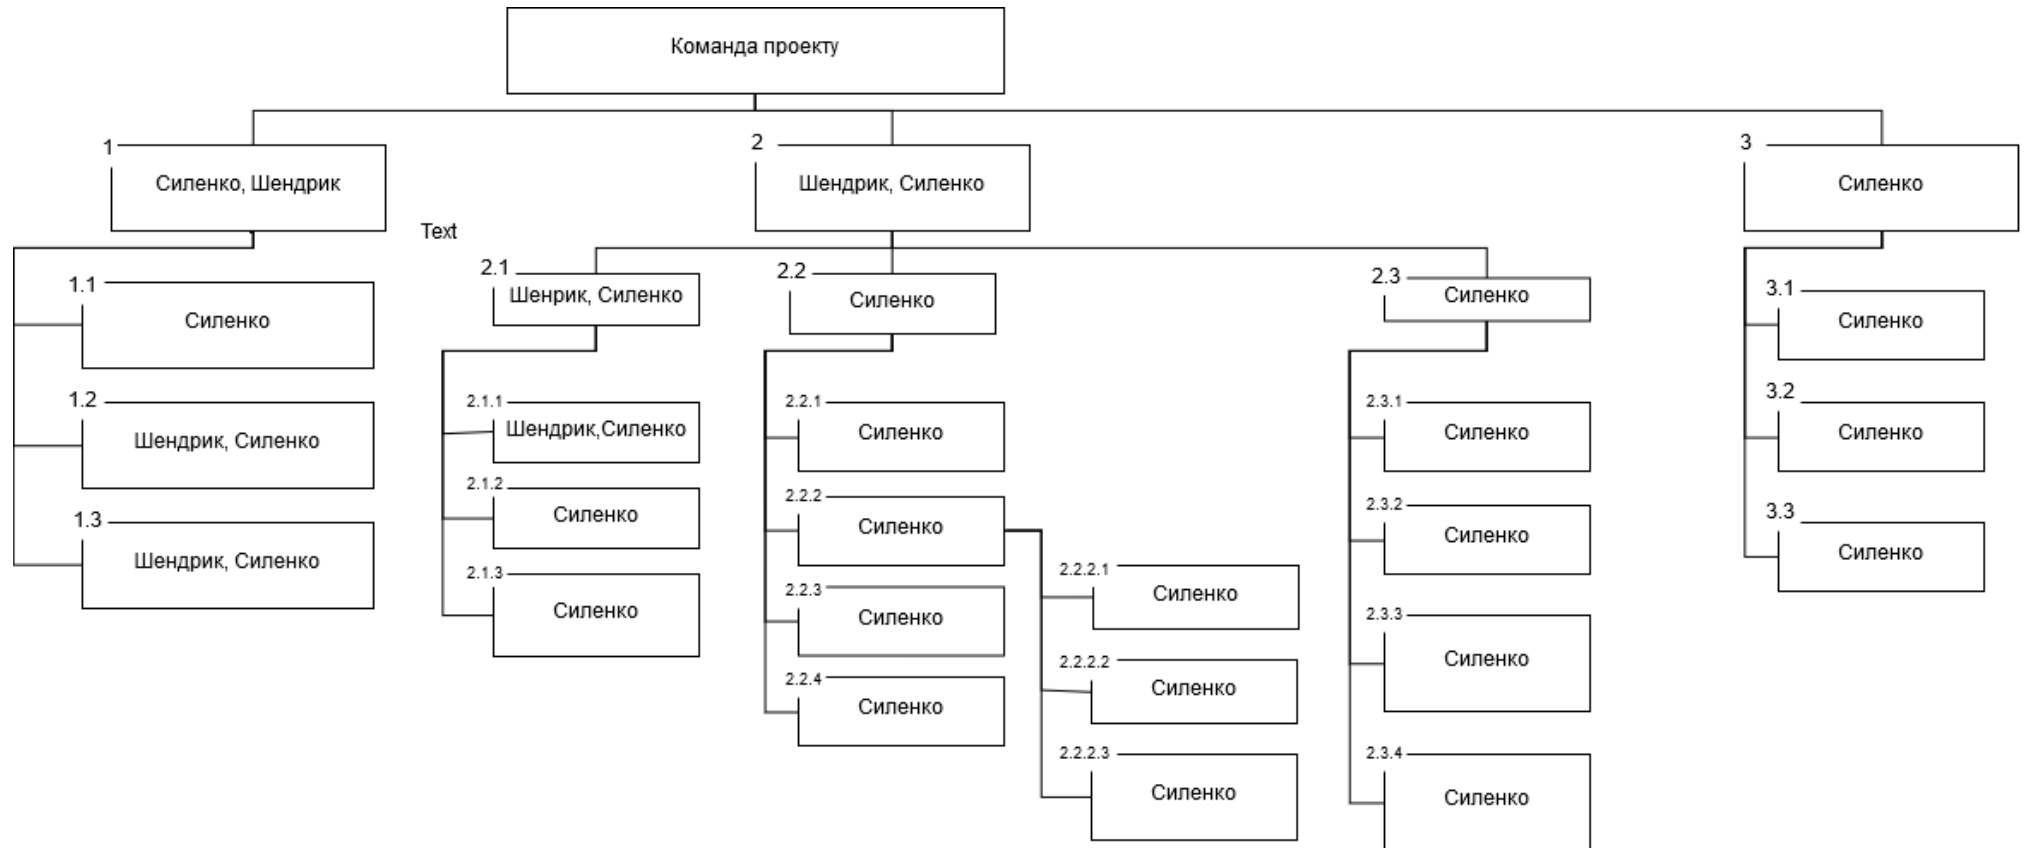 Команда проекту
1
Силенко, Шендрик
2
Шендрик, Силенко
3
Силенко
Text
1.1
Силенко
1.2
Шендрик, Силенко
1.3
Шендрик, Силенко
2.1
Шенрик, Силенко
2.1.1
Шендрик,Силенко
2.1.2
Силенко
2.1.3
Силенко
2.2
Силенко
2.2.1
Силенко
2.2.2
Силенко
2.2.3
Силенко
2.2.4
Силенко
2.2.2.1
Силенко
2.2.2.2
Силенко
2.2.2.3
Силенко
2.3
Силенко
2.3.1
Силенко
2.3.2
Силенко
2.3.3
Силенко
2.3.4
Силенко
3.1
Силенко
3.2
Силенко
3.3
Силенко